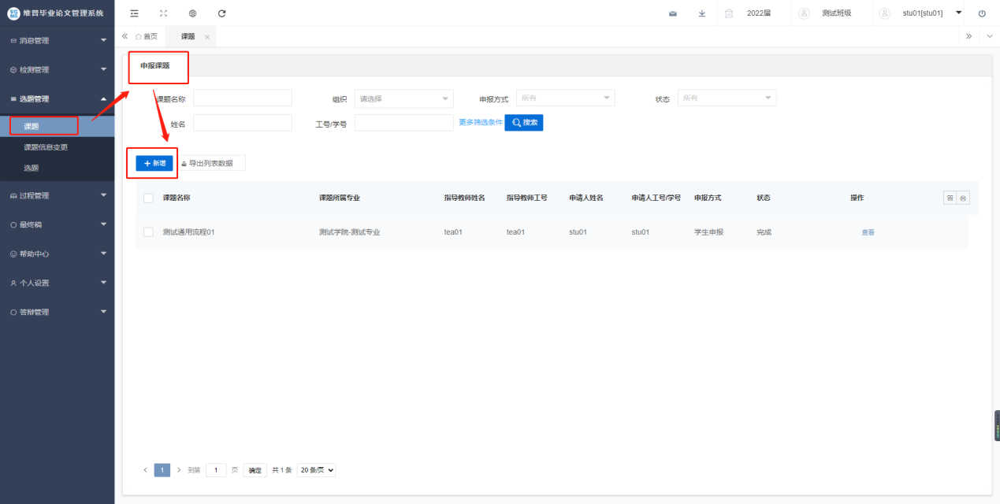 维普毕业论文管理系统
2022届
测试班级
stu01[stu01]
首页
课题
消息管理
检测管理
选题管理
课题
课题信息变更
选题
过程管理
最终稿
帮助中心
个人设置
答辩管理
申报课题
课题名称
组织 请选择
申报方式 所有
状态 所有
姓名
工号/学号
更多筛选条件 搜索
新增 导出列表数据
课题名称 课题所属专业 指导教师姓名 指导教师工号 申请人姓名 申请人工号/学号 申报方式 状态 操作
测试通用流程01 测试学院-测试专业 tea01 tea01 stu01 stu01 学生申报 完成 查看
1 到第 1 页 确定 共 1 条 20 条/页